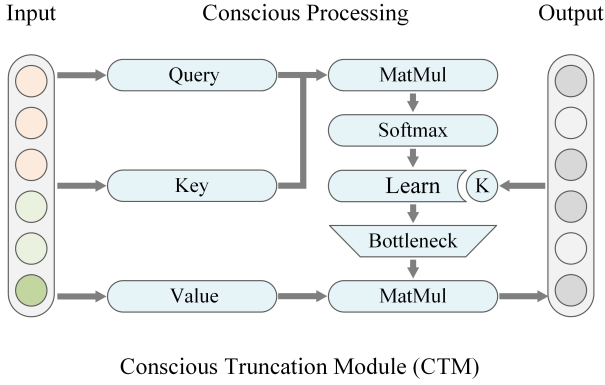 Input
Conscious Processing
Output
Query
MatMul
Softmax
Key
Learn
K
Bottleneck
Value
MatMul
Conscious Truncation Module (CTM)